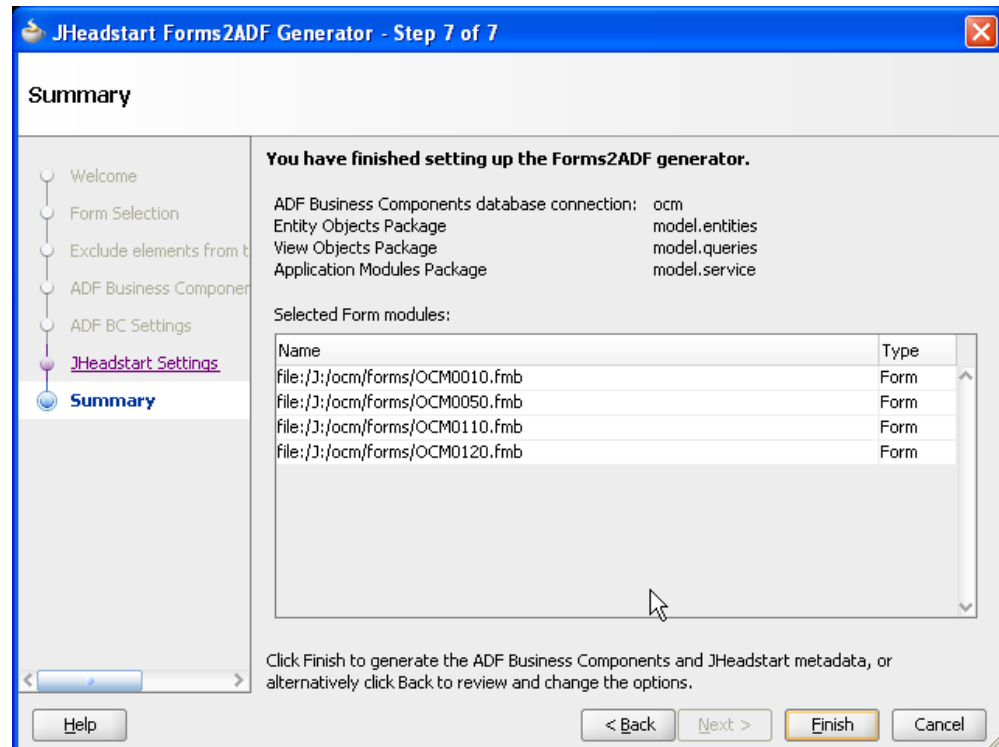 JHeadstart Forms2ADF Generator - Step 7 of 7
Summary
Welcome
Form Selection
Exclude elements from t
ADF Business Componer
ADF BC Settings
JHeadstart Settings
Summary
You have finished setting up the Forms2ADF generator.
ADF Business Components database connection: ocm
Entity Objects Package model.entities
View Objects Package model.queries
Application Modules Package model.service
Selected Form modules:
Name Type
file:/J:/ocm/forms/OCM0010.fmb Form
file:/J:/ocm/forms/OCM0050.fmb Form
file:/J:/ocm/forms/OCM0110.fmb Form
file:/J:/ocm/forms/OCM0120.fmb Form
Click Finish to generate the ADF Business Components and JHeadstart metadata, or
alternatively click Back to review and change the options.
Help < Back Next > Finish Cancel